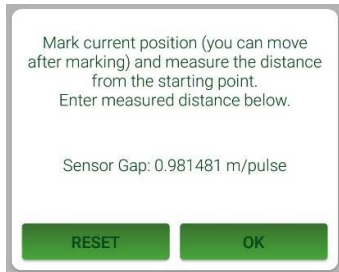 Mark current position (you can move
after marking) and measure the distance
from the starting point.
Enter measured distance below.
Sensor Gap: 0.981481 m/pulse
RESET
OK